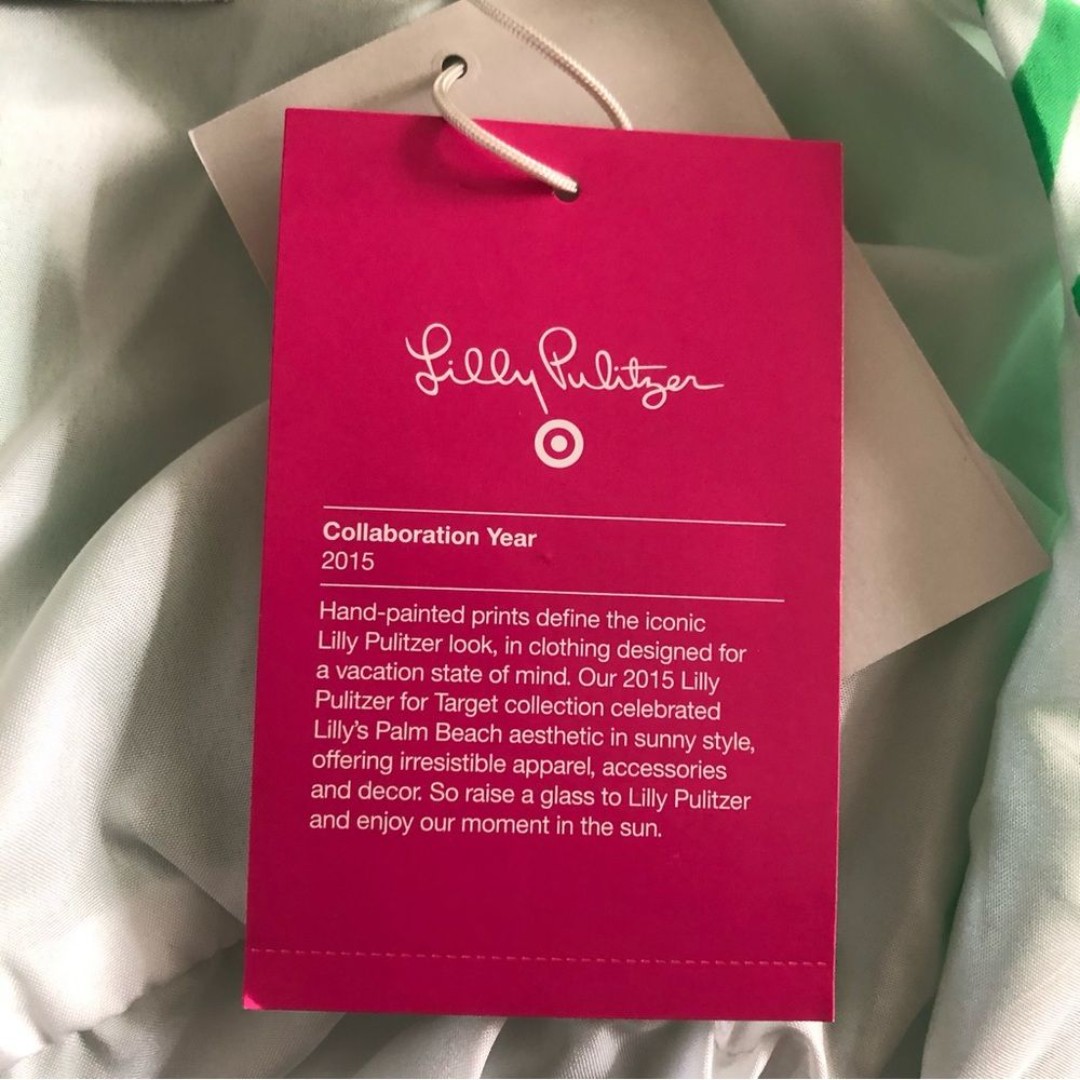 Lilly Pulitzer
Collaboration Year
2015
Hand-painted prints define the iconic
Lilly Pulitzer look, in clothing designed for
a vacation state of mind. Our 2015 Lilly
Pulitzer for Target collection celebrated
Lilly's Palm Beach aesthetic in sunny style,
offering irresistible apparel, accessories
and decor. So raise a glass to Lilly Pulitzer
and enjoy our moment in the sun.